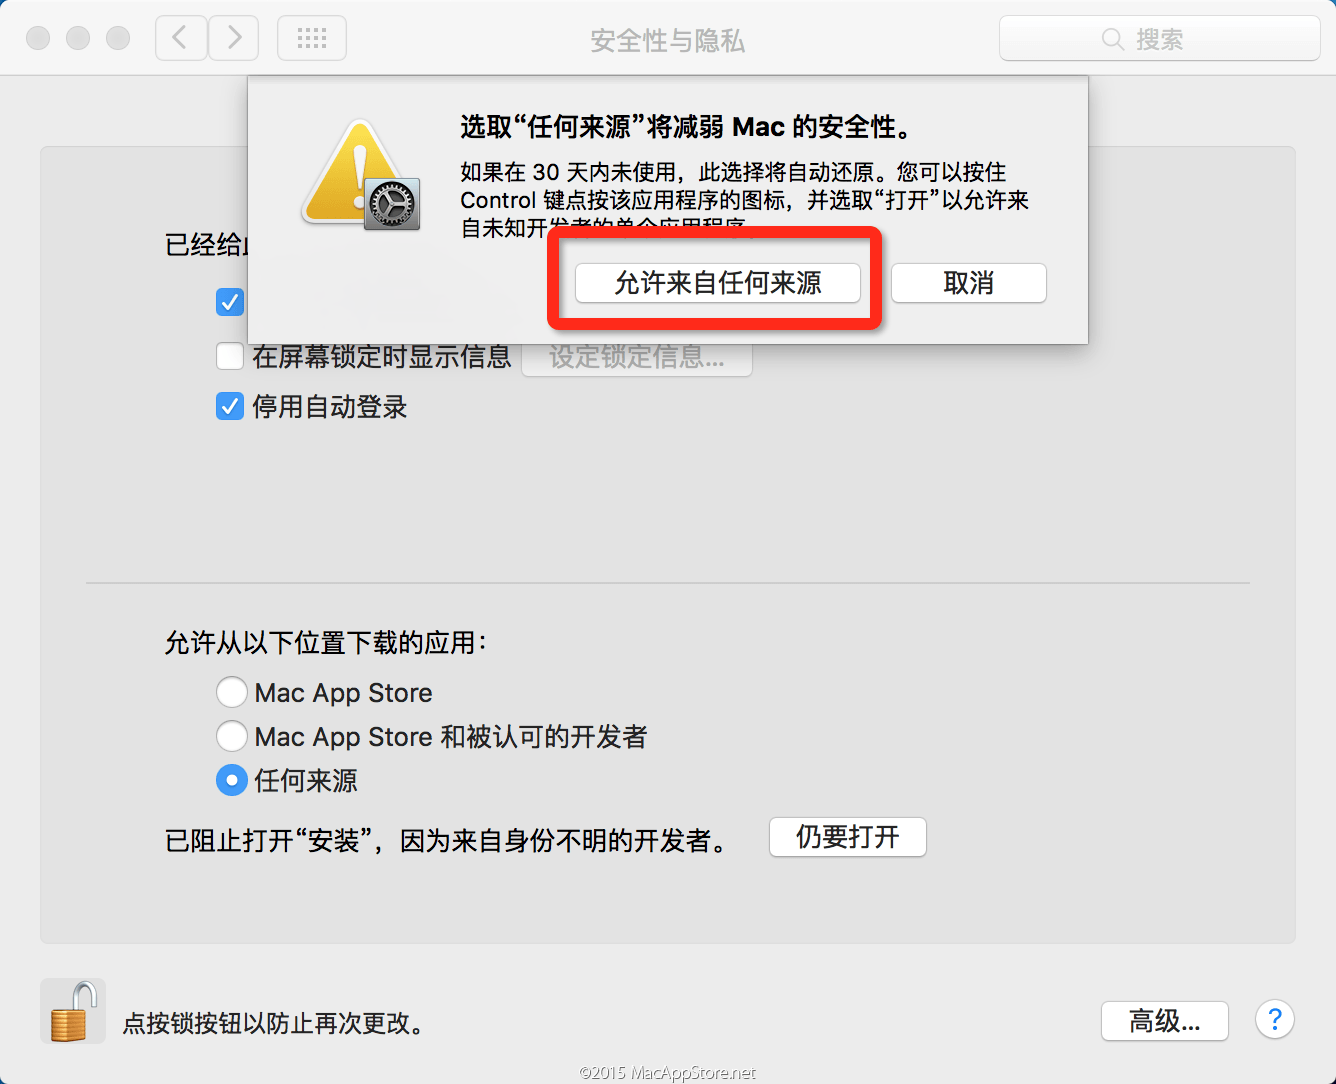 安全性与隐私
搜索
选取“任何来源”将减弱 Mac 的安全性。
如果在 30 天内未使用，此选择将自动还原。您可以按住
Control 键点按该应用程序的图标，并选取“打开”以允许来
自未知开发者的单个应用程序。
已经给
允许来自任何来源
取消
在屏幕锁定时显示信息
设定锁定信息...
停用自动登录
允许从以下位置下载的应用：
Mac App Store
Mac App Store 和被认可的开发者
任何来源
已阻止打开“安装”，因为来自身份不明的开发者。
仍要打开
点按锁按钮以防止再次更改。
高级...
?
©2015 MacAppStore.net